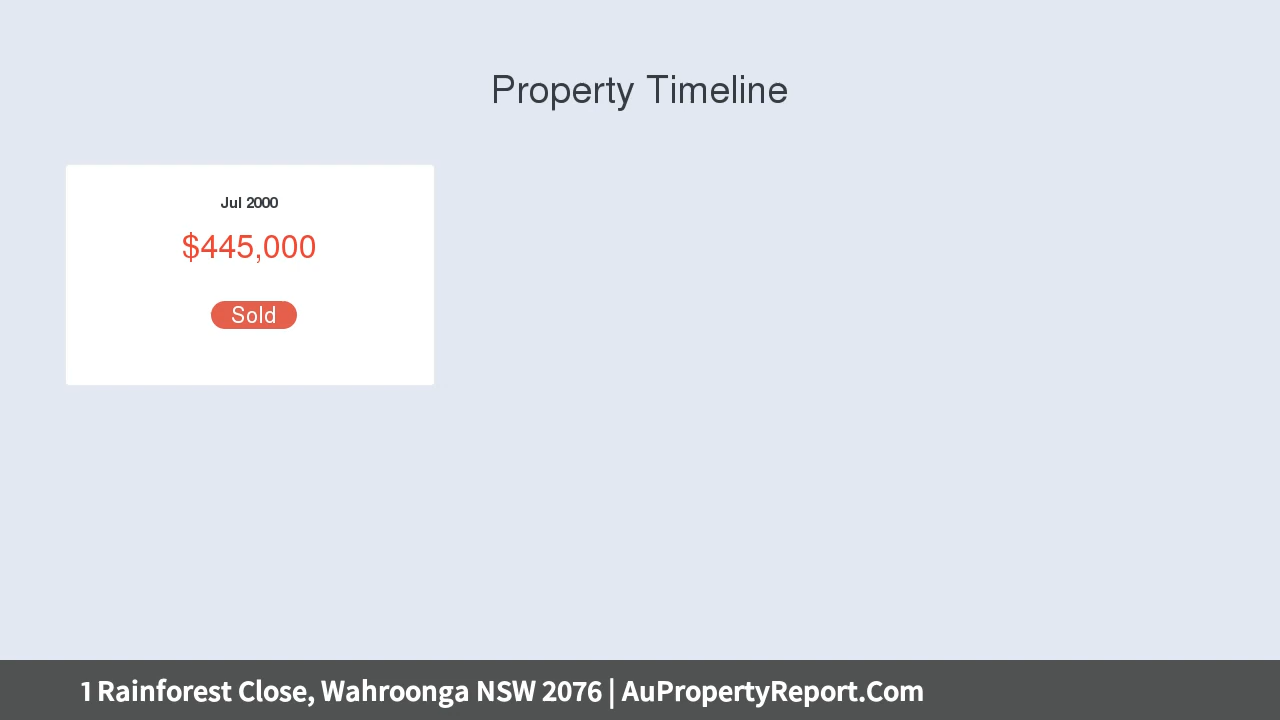 Property Timeline
Jul 2000
$445,000
Sold
1 Rainforest Close, Wahroonga NSW 2076 | AuPropertyReport.Com